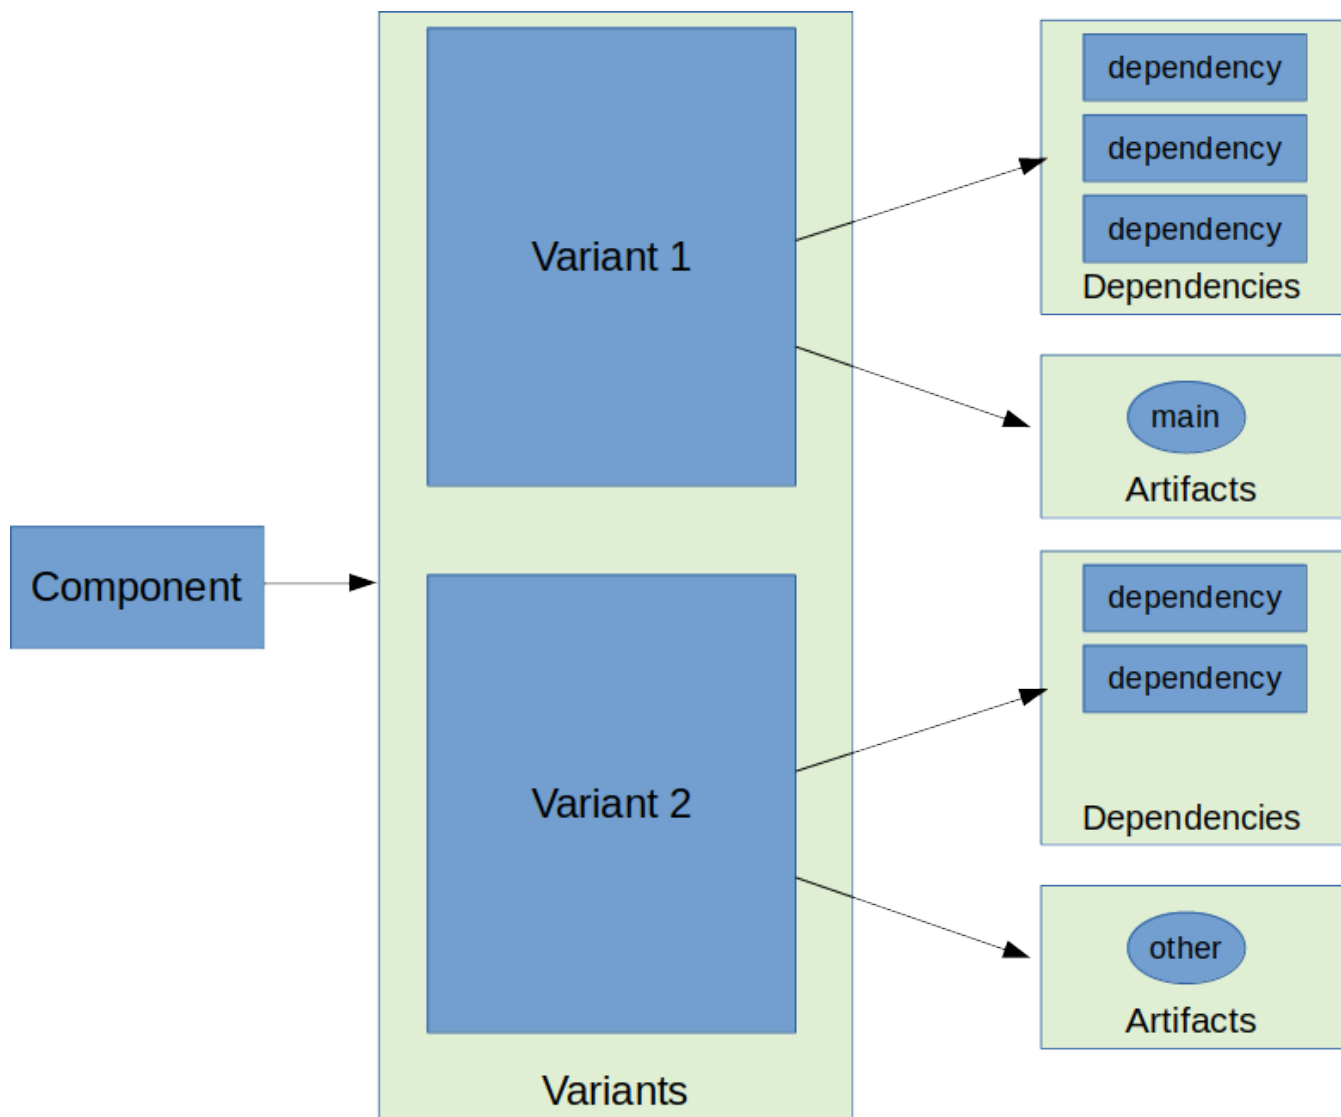 Component
Variant 1
Variant 2
Variants
dependency
dependency
dependency
Dependencies
main
Artifacts
dependency
dependency
Dependencies
other
Artifacts